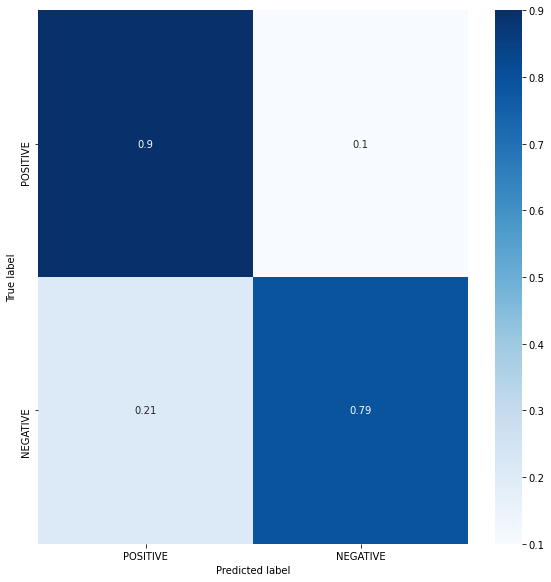 0.9
0.1
POSITIVE
True label
0.21
0.79
NEGATIVE
POSITIVE
NEGATIVE
Predicted label
0.9
0.8
0.7
0.6
0.5
0.4
0.3
0.2
0.1